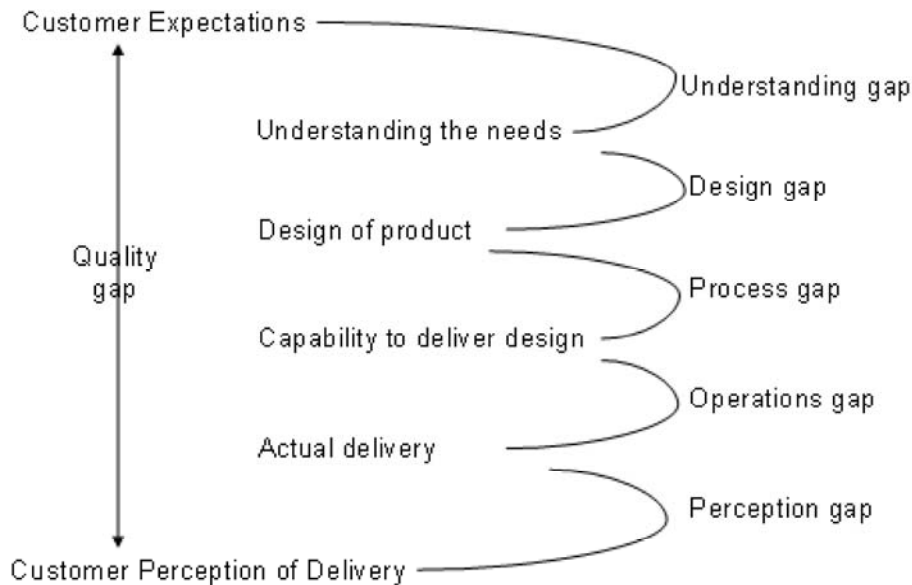 Customer Expectations
Understanding gap
Understanding the needs
Design gap
Design of product
Quality
gap
Process gap
Capability to deliver design
Operations gap
Actual delivery
Perception gap
Customer Perception of Delivery